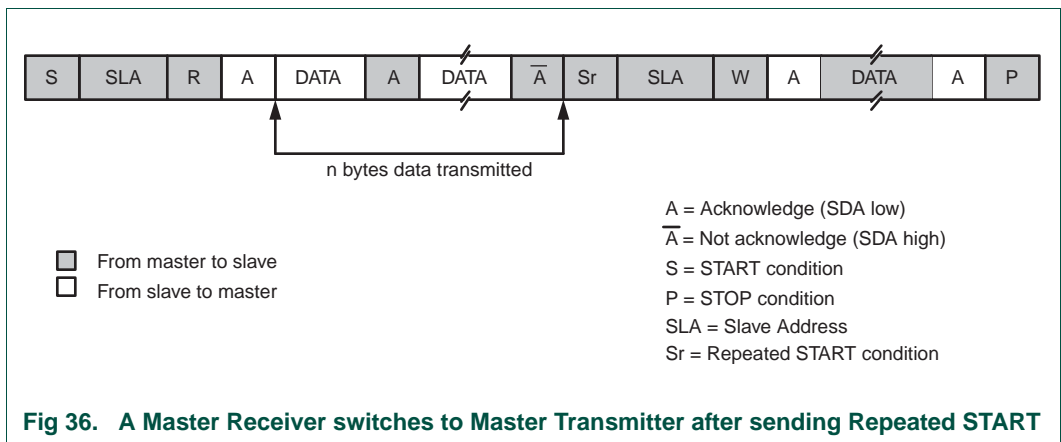 S SLA R A DATA A DATA A̅ Sr SLA W A DATA A P
n bytes data transmitted
From master to slave
From slave to master
A = Acknowledge (SDA low)
A̅ = Not acknowledge (SDA high)
S = START condition
P = STOP condition
SLA = Slave Address
Sr = Repeated START condition
Fig 36. A Master Receiver switches to Master Transmitter after sending Repeated START